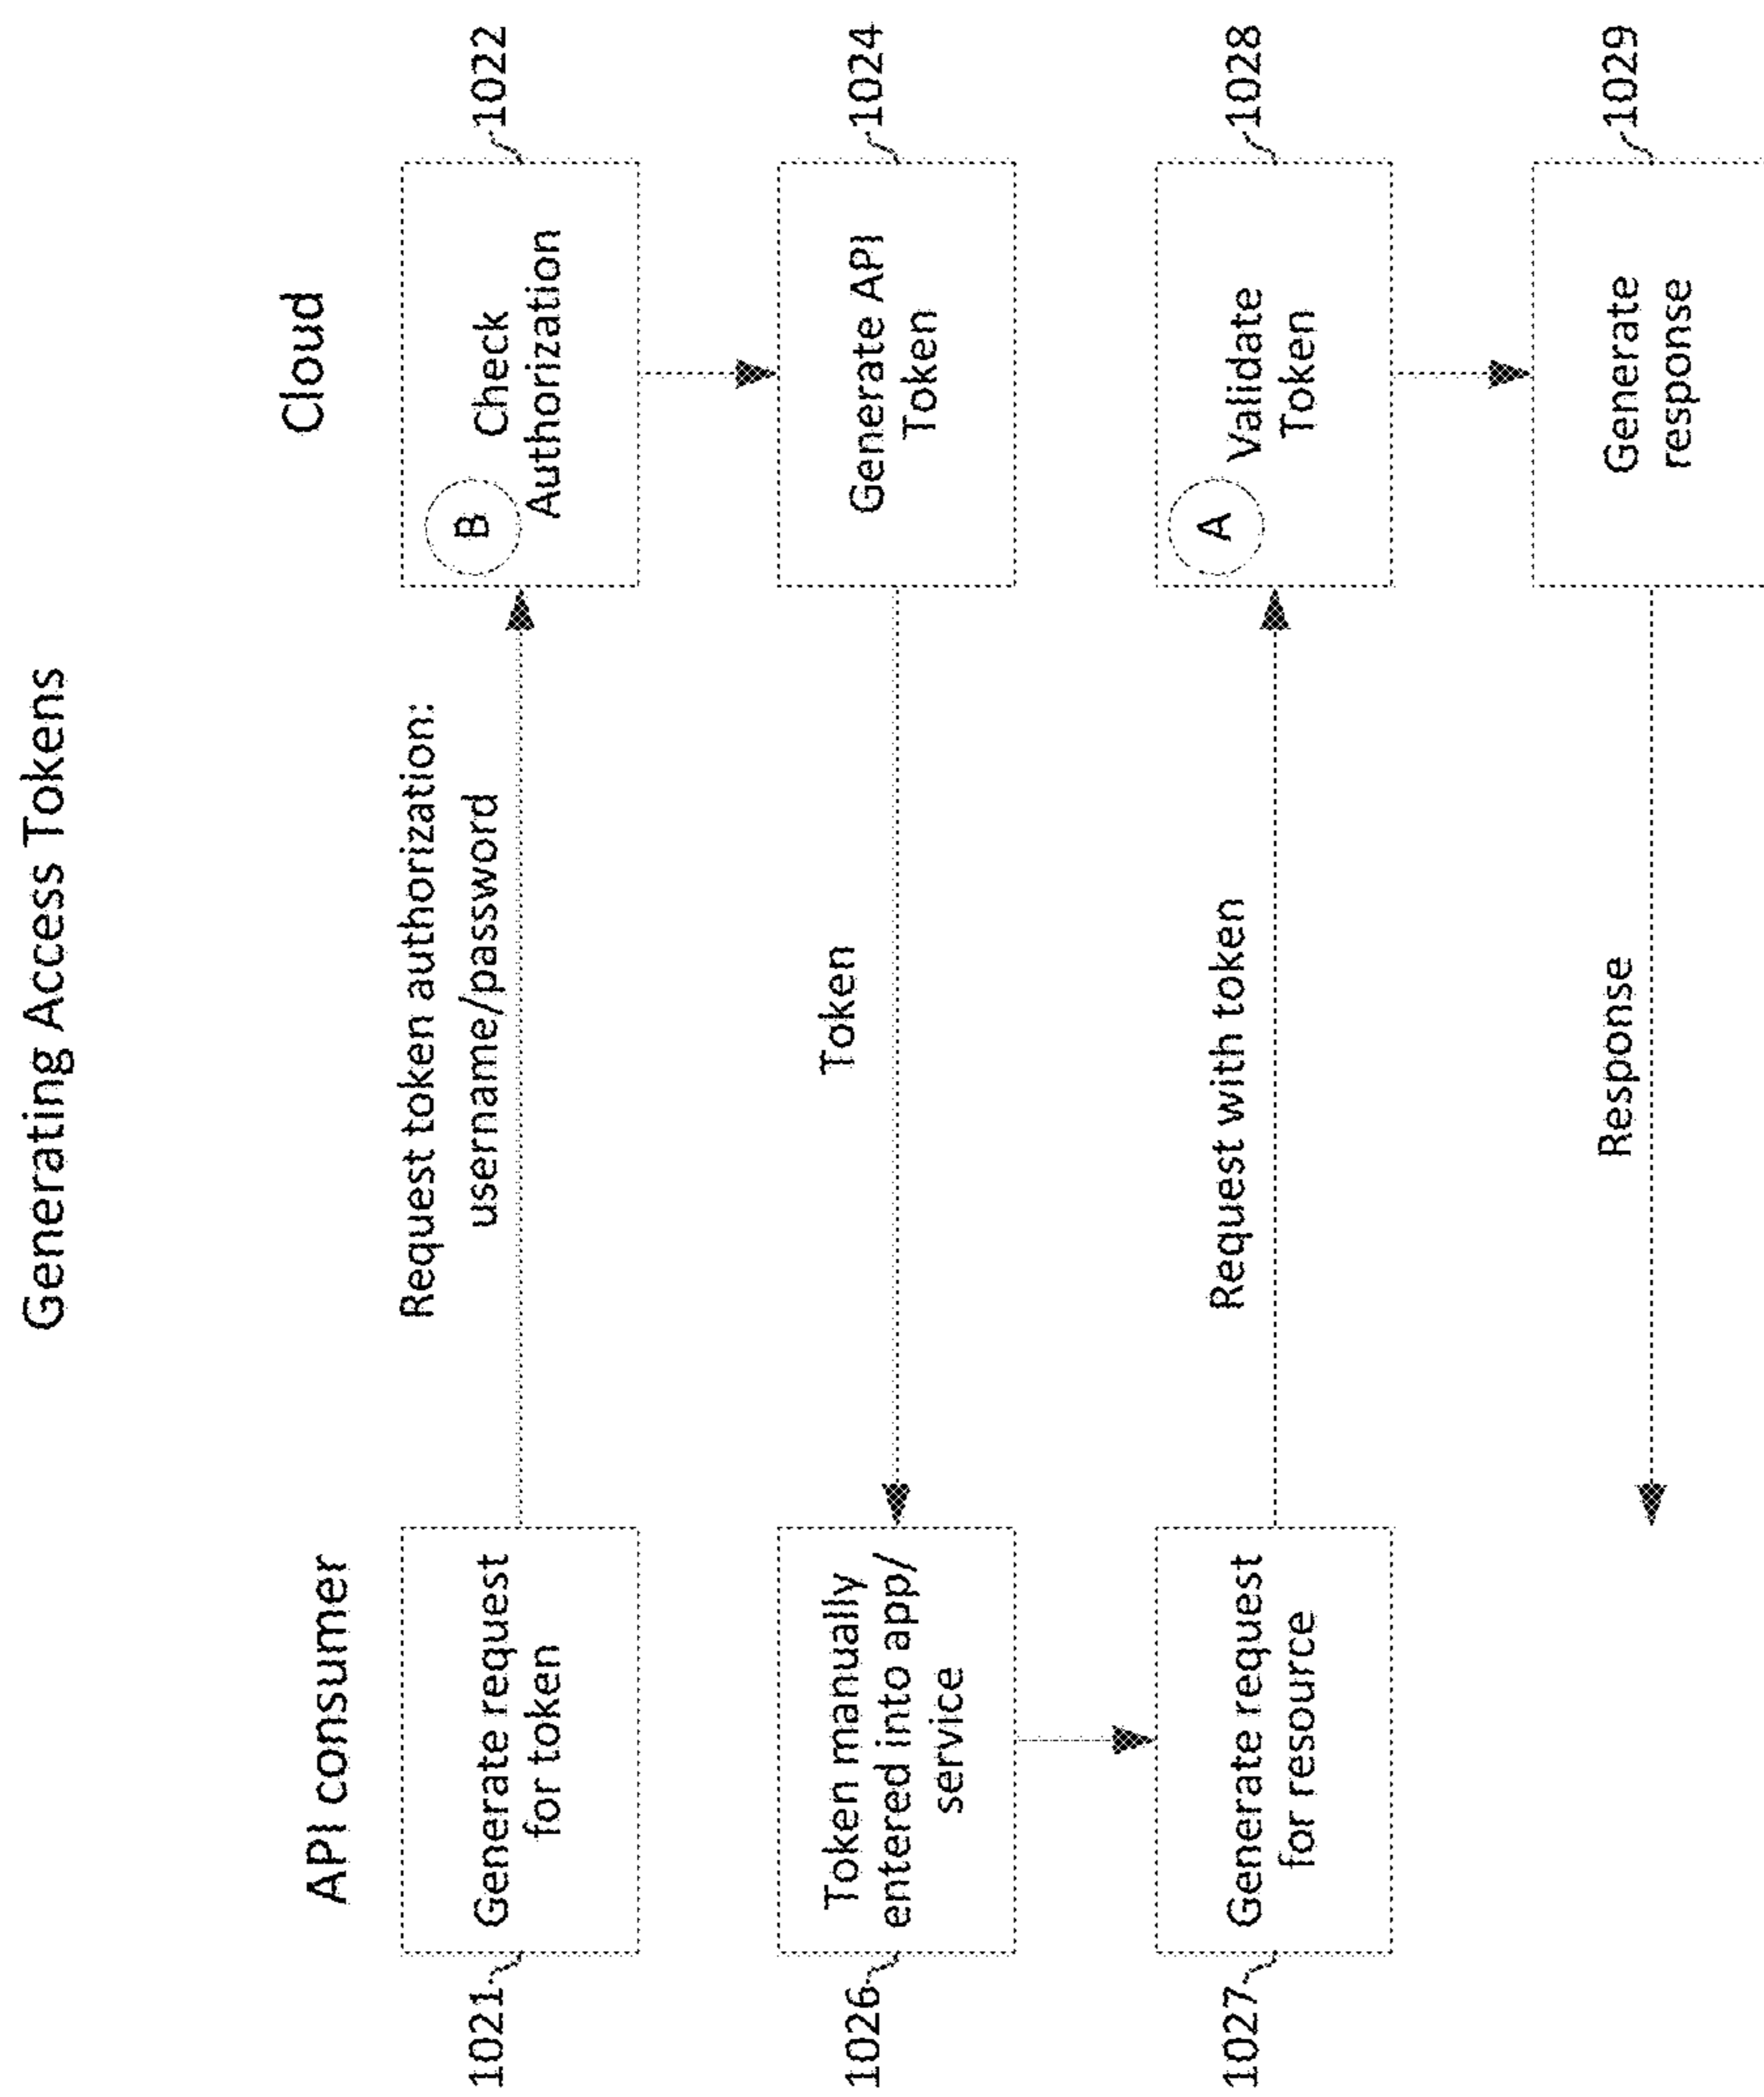 Generating Access Tokens
API consumer
Cloud
1021
Generate request
for token
Request token authorization:
username/password
B
Check
Authorization
1022
1026
Token manually
entered into app/
service
Token
Generate API
Token
1024
1027
Generate request
for resource
Request with token
A
Validate
Token
1028
Response
Generate
response
1029